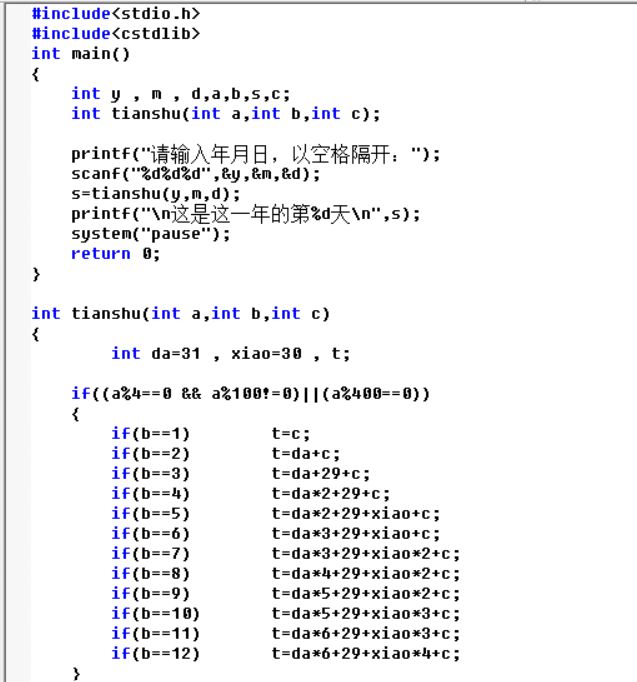 #include<stdio.h>
#include<cstdlib>
int main()
{
int y , m , d,a,b,s,c;
int tianshu(int a,int b,int c);
printf("请输入年月日，以空格隔开：");
scanf("%d%d%d",&y,&m,&d);
s=tianshu(y,m,d);
printf("\n这是这一年的第%d天\n",s);
system("pause");
return 0;
}
int tianshu(int a,int b,int c)
{
int da=31 , xiao=30 , t;
if((a%4==0 && a%100!=0)||(a%400==0))
{
if(b==1) t=c;
if(b==2) t=da+c;
if(b==3) t=da+29+c;
if(b==4) t=da*2+29+c;
if(b==5) t=da*2+29+xiao+c;
if(b==6) t=da*3+29+xiao+c;
if(b==7) t=da*3+29+xiao*2+c;
if(b==8) t=da*4+29+xiao*2+c;
if(b==9) t=da*5+29+xiao*2+c;
if(b==10) t=da*5+29+xiao*3+c;
if(b==11) t=da*6+29+xiao*3+c;
if(b==12) t=da*6+29+xiao*4+c;
}